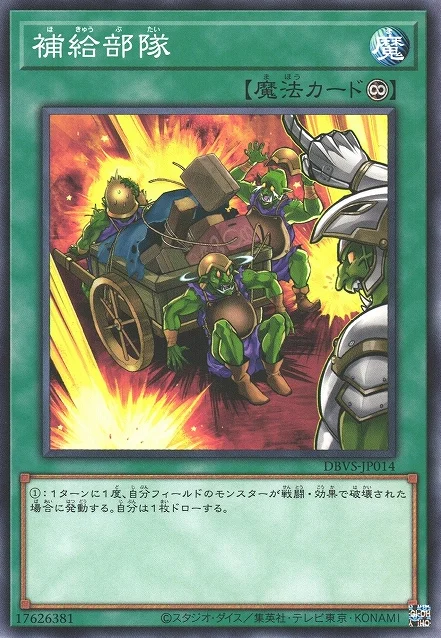 補給部隊
魔
【魔法カード】
DBVS-JP014
①:1ターンに1度、自分フィールドのモンスターが戦闘・効果で破壊された
場合に発動する。自分は1枚ドローする。
17626381
©スタジオ・ダイス/集英社・テレビ東京・KONAMI